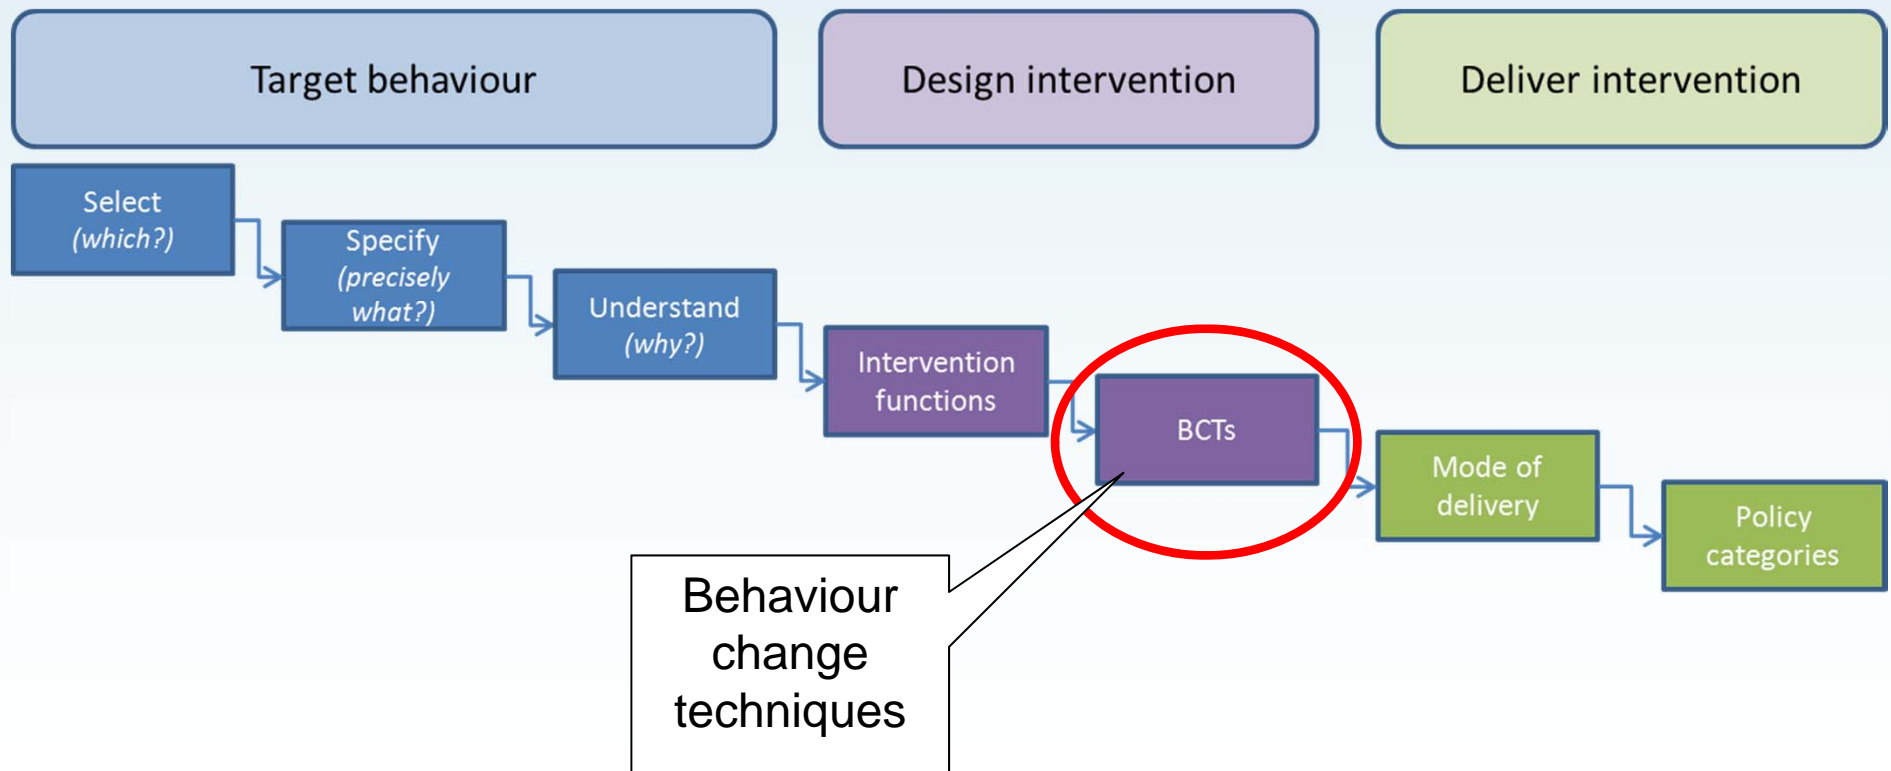 Target behaviour
Design intervention
Deliver intervention
Select
(which?)
Specify
(precisely
what?)
Understand
(why?)
Intervention
functions
BCTs
Mode of
delivery
Policy
categories
Behaviour
change
techniques